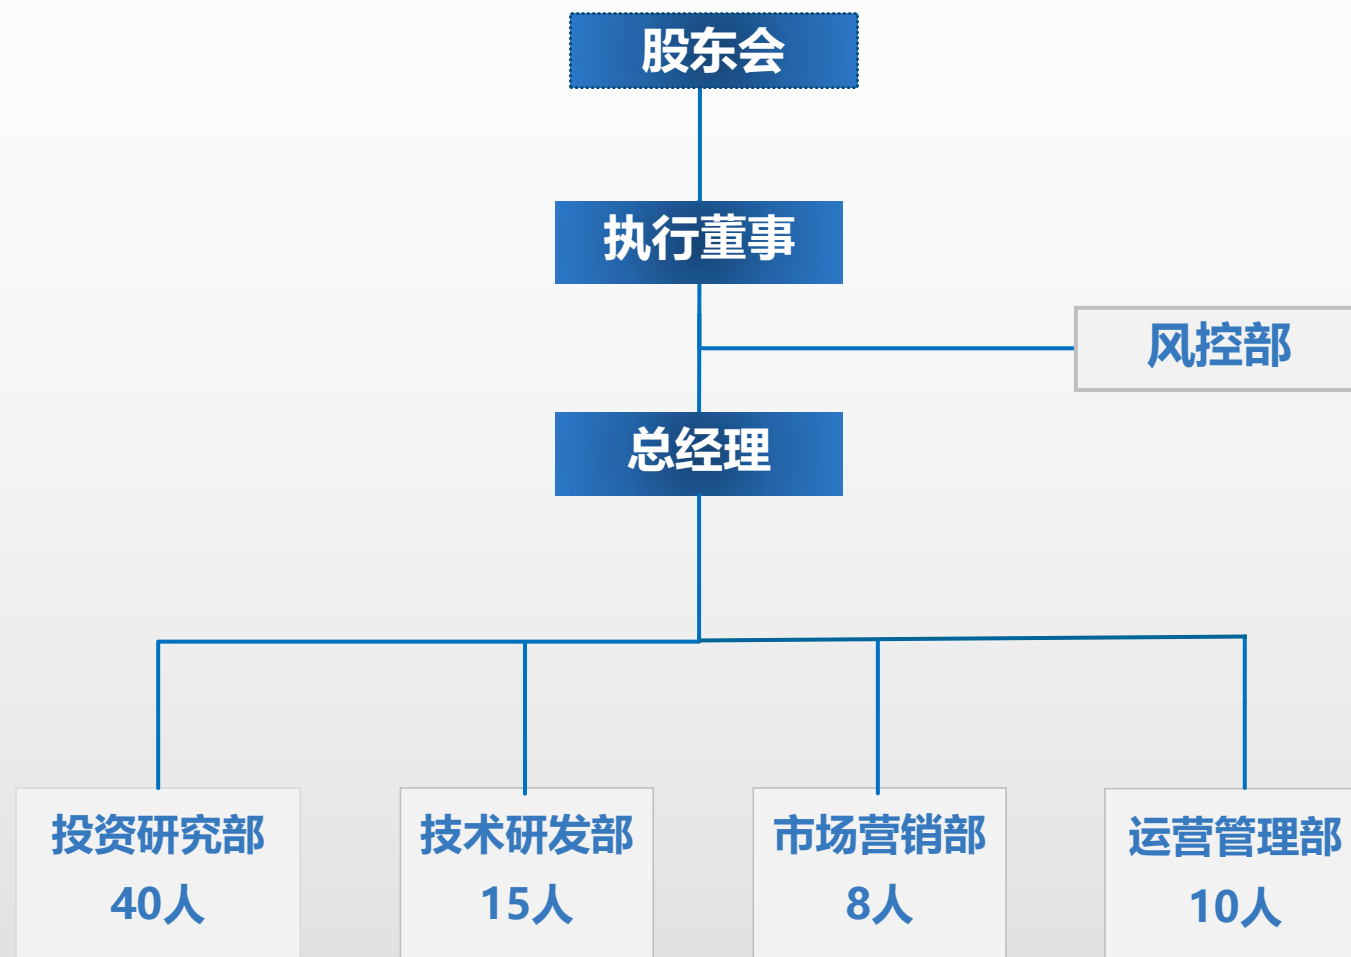 股东会
执行董事
风控部
总经理
投资研究部
40人
技术研发部
15人
市场营销部
8人
运营管理部
10人